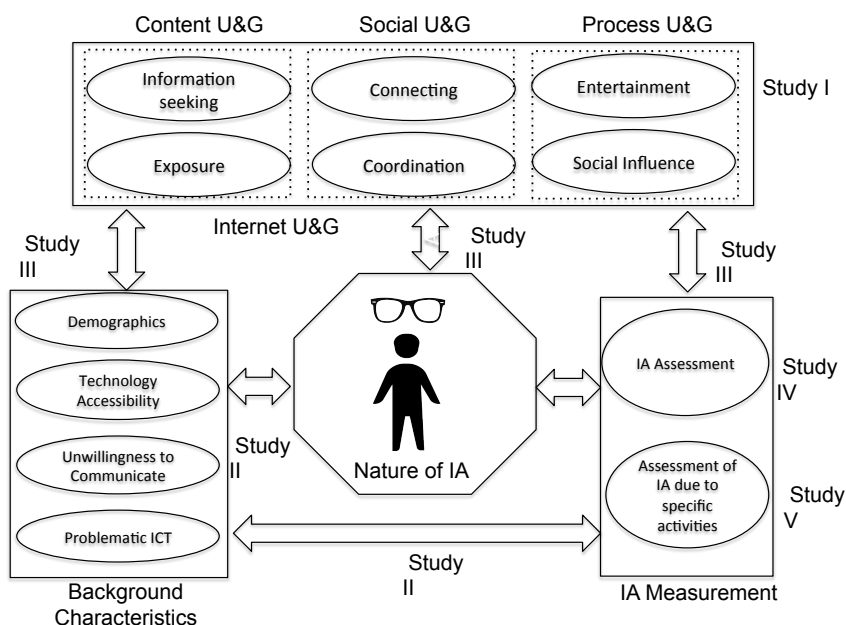 Content U&G
Social U&G
Process U&G
Information
seeking
Connecting
Entertainment
Study I
Exposure
Coordination
Social Influence
Internet U&G
Study
III
Study
III
Study
III
Demographics
Technology
Accessibility
Unwillingness to
Communicate
Problematic ICT
Background
Characteristics
Study
II
Nature of IA
Study
II
IA Assessment
Study
IV
Assessment of
IA due to
specific
activities
Study
V
IA Measurement